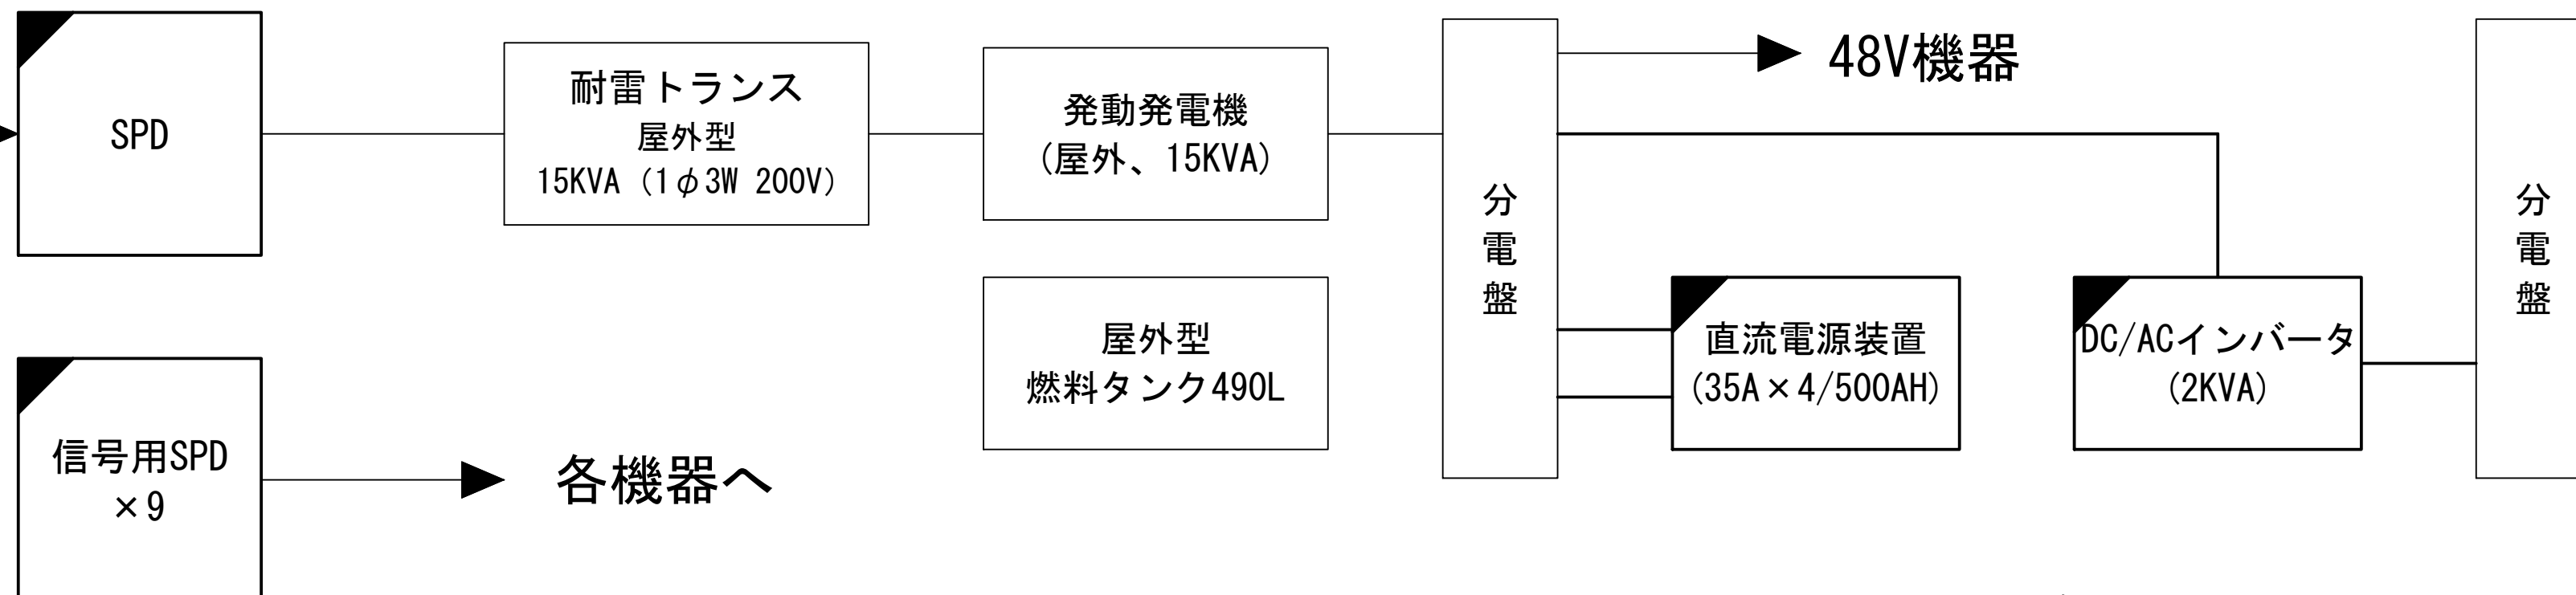 SPD
耐雷トランス
屋外型
15KVA (1φ3W 200V)
発動発電機
(屋外、15KVA)
分電盤
48V機器
分電盤
屋外型
燃料タンク490L
直流電源装置
(35A×4/500AH)
DC/ACインバータ
(2KVA)
信号用SPD
×9
各機器へ